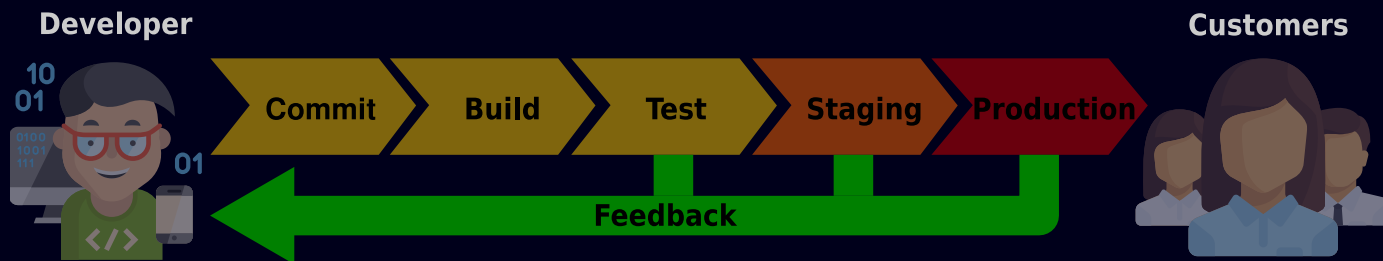 Developer
Customers
10
01
0100
1001
111
01
</>
Commit
Build
Test
Staging
Production
Feedback